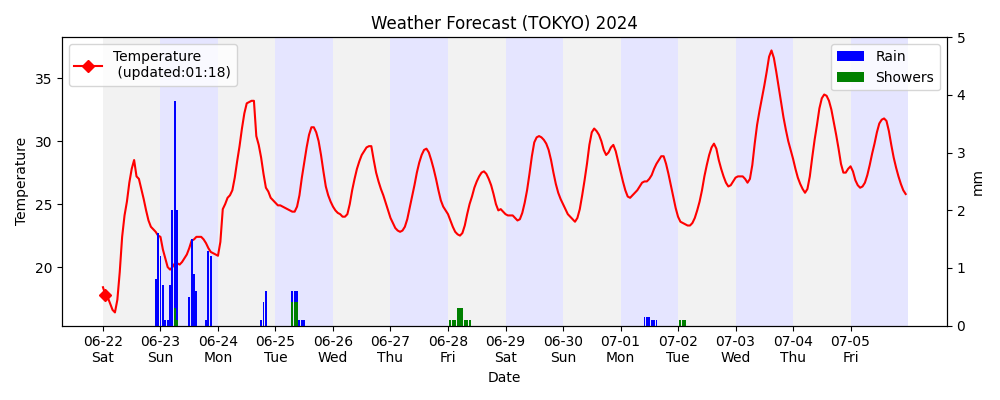 Weather Forecast (TOKYO) 2024
Temperature
(updated:01:18)
Rain
Showers
Temperature
35
30
25
20
5
4
3
2
1
0
mm
06-22 06-23 06-24 06-25 06-26 06-27 06-28 06-29 06-30 07-01 07-02 07-03 07-04 07-05
Sat Sun Mon Tue Wed Thu Fri Sat Sun Mon Tue Wed Thu Fri
Date